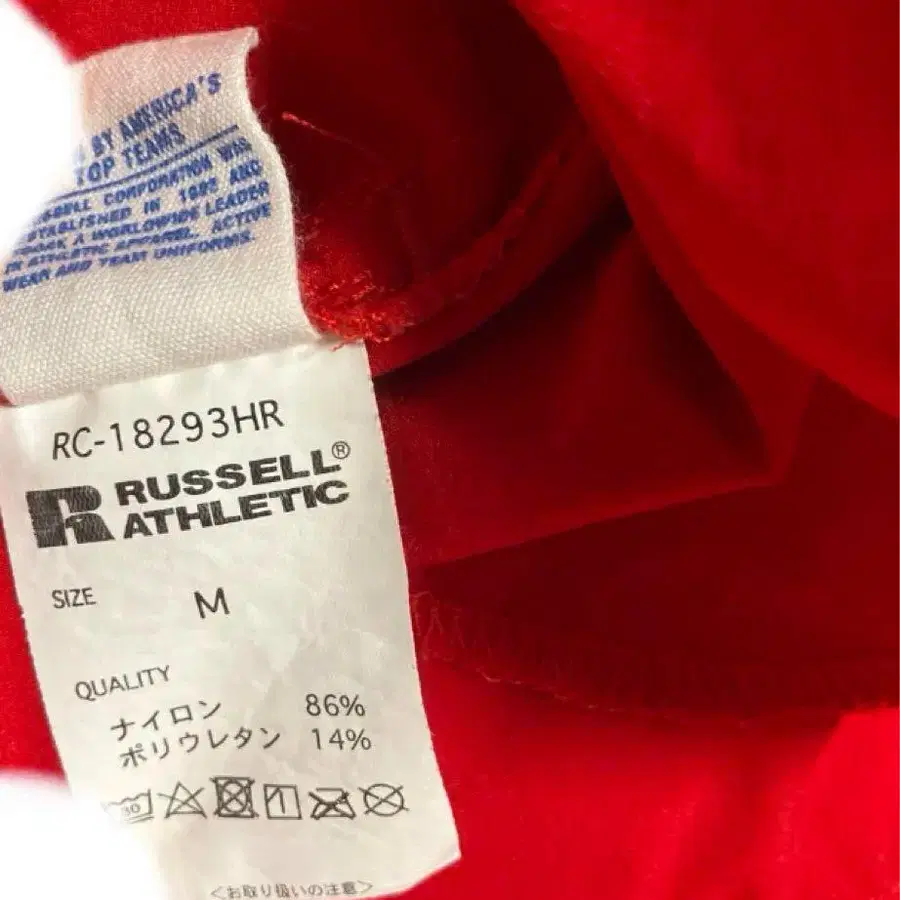 BY AMERICA'S
TOP TEAMS
CORPORATION WAS
ESTABLISHED IN 1902 AND
A WORLDWIDE LEADER
IN ATHLETIC APPAREL, ACTIVE
WEAR AND TEAM UNIFORMS.
RC-18293HR
R RUSSELL®
ATHLETIC
SIZE M
QUALITY
ナイロン 86%
ポリウレタン 14%
30
<お取り扱いの注意>